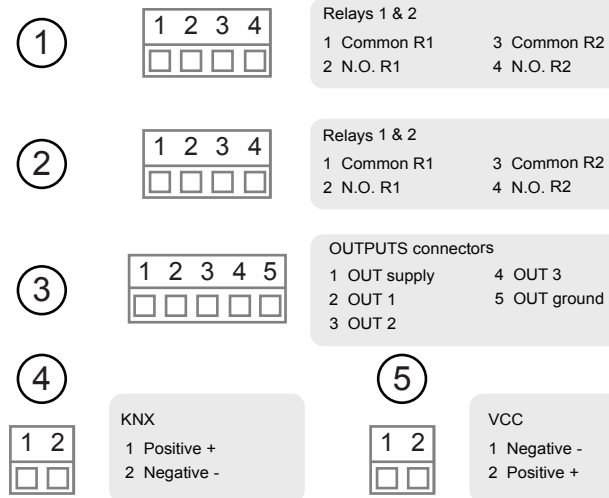 1
1 2 3 4
Relays 1 & 2
1 Common R1 3 Common R2
2 N.O. R1 4 N.O. R2
2
1 2 3 4
Relays 1 & 2
1 Common R1 3 Common R2
2 N.O. R1 4 N.O. R2
3
1 2 3 4 5
OUTPUTS connectors
1 OUT supply 4 OUT 3
2 OUT 1 5 OUT ground
3 OUT 2
4
1 2
KNX
1 Positive +
2 Negative -
5
1 2
VCC
1 Negative -
2 Positive +